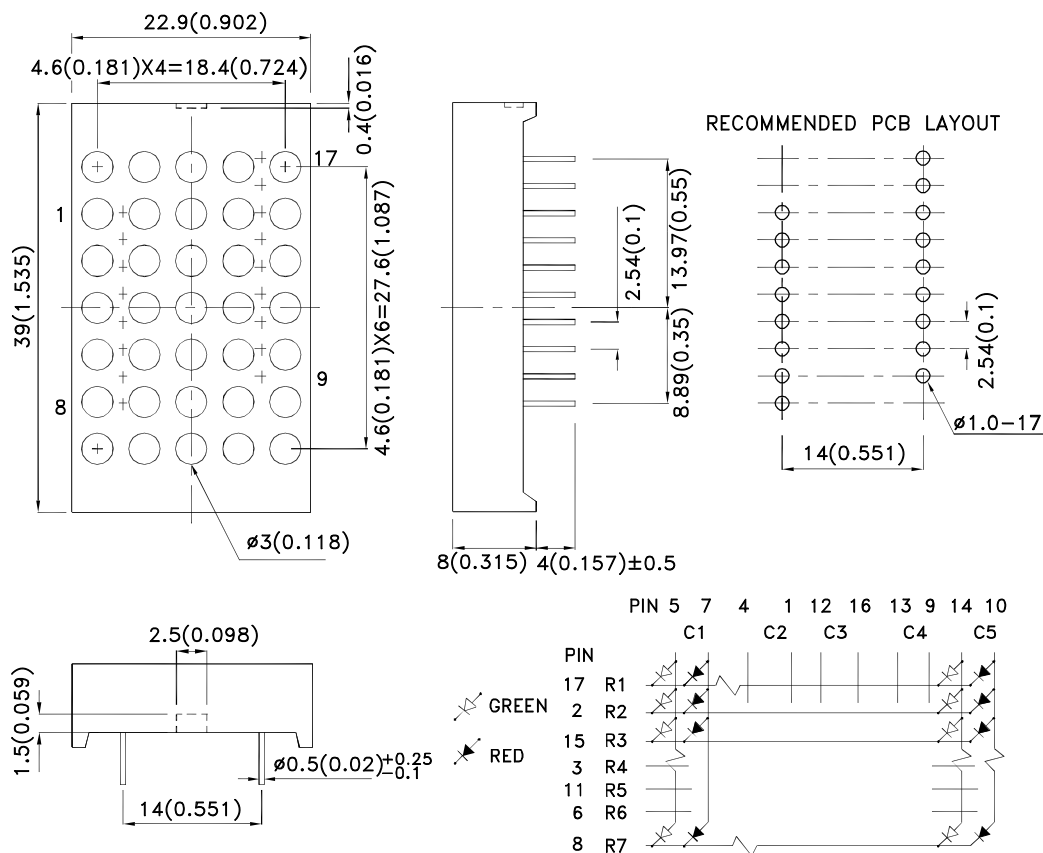 22.9(0.902)
4.6(0.181)X4=18.4(0.724)
0.4(0.016)
17
1
39(1.535)
4.6(0.181)X6=27.6(1.087)
9
8
ø3(0.118)
13.97(0.55)
2.54(0.1)
8.89(0.35)
8(0.315) 4(0.157)±0.5
RECOMMENDED PCB LAYOUT
2.54(0.1)
ø1.0-17
14(0.551)
2.5(0.098)
1.5(0.059)
ø0.5(0.02)+0.25 -0.1
14(0.551)
GREEN
RED
PIN 5 7 4 1 12 16 13 9 14 10
C1 C2 C3 C4 C5
PIN
17 R1
2 R2
15 R3
3 R4
11 R5
6 R6
8 R7